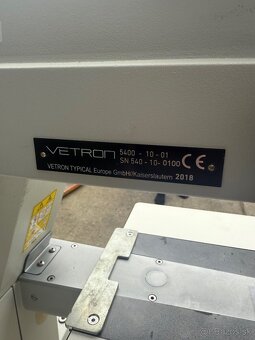 VETRON 5400 - 10 - 01
SN 540 - 10 - 0100 CE
VETRON TYPICAL Europe GmbH/Kaiserslautern 2018